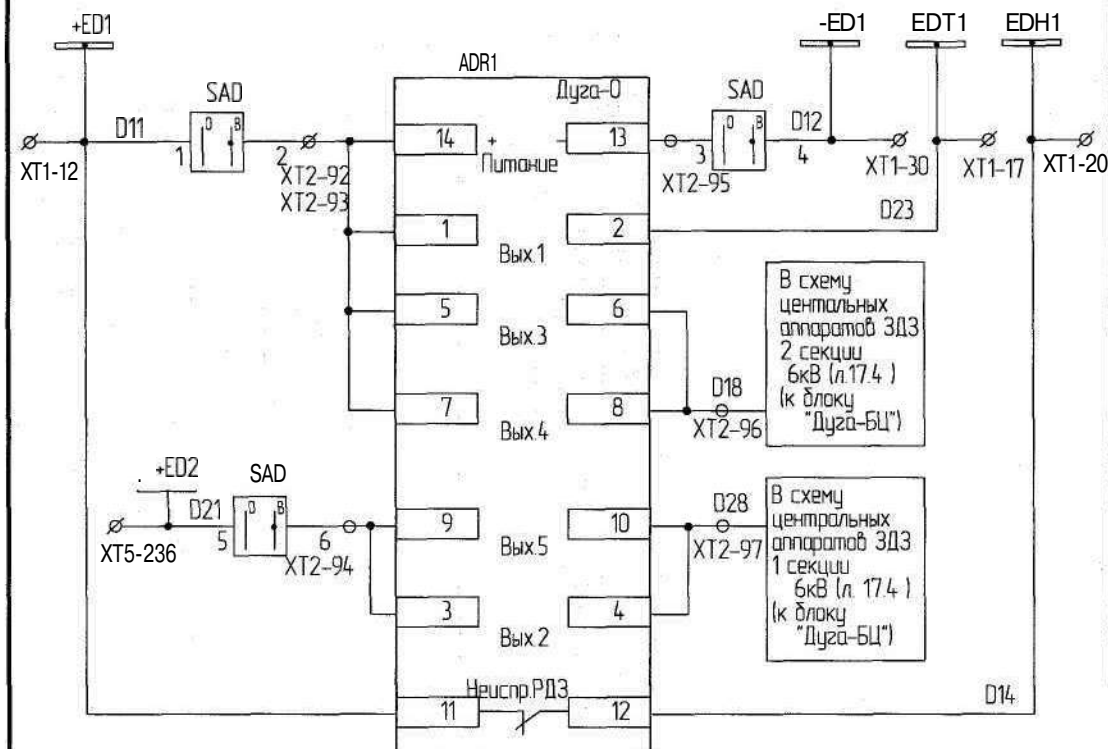 +ED1
-ED1
EDT1
EDH1
ADR1
Дуга-О
SAD
SAD
D11
О В
1
2
14
+
-
13
Питание
3
D12
4
XT1-12
XT2-92
XT2-93
XT2-95
XT1-30
XT1-17
XT1-20
D23
1
2
Вых.1
5
6
Вых.3
7
8
Вых.4
D18
XT2-96
В схему
центальных
аппаратов ЗДЗ
2 секции
6кВ (л.17.4 )
(к блоку
"Дуга-БЦ")
+ED2
SAD
D21
О В
5
6
XT5-236
XT2-94
9
10
Вых.5
3
4
Вых.2
D28
XT2-97
В схему
центральных
аппаратов ЗДЗ
1 секции
6кВ (л. 17.4 )
(к блоку
"Дуга-БЦ")
Неиспр.РДЗ
11
12
D14